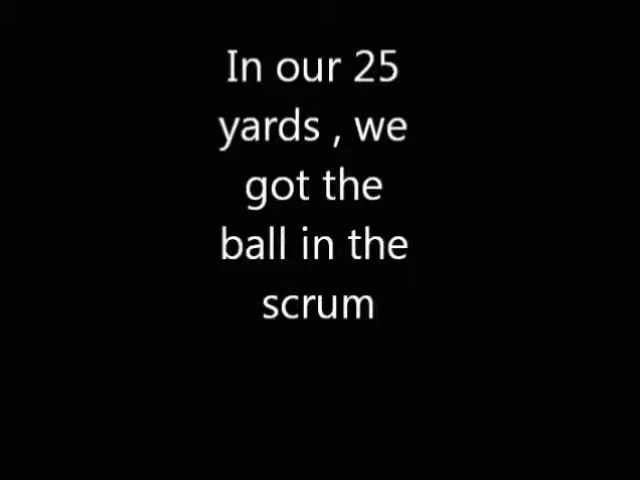 In our 25
yards , we
got the
ball in the
scrum